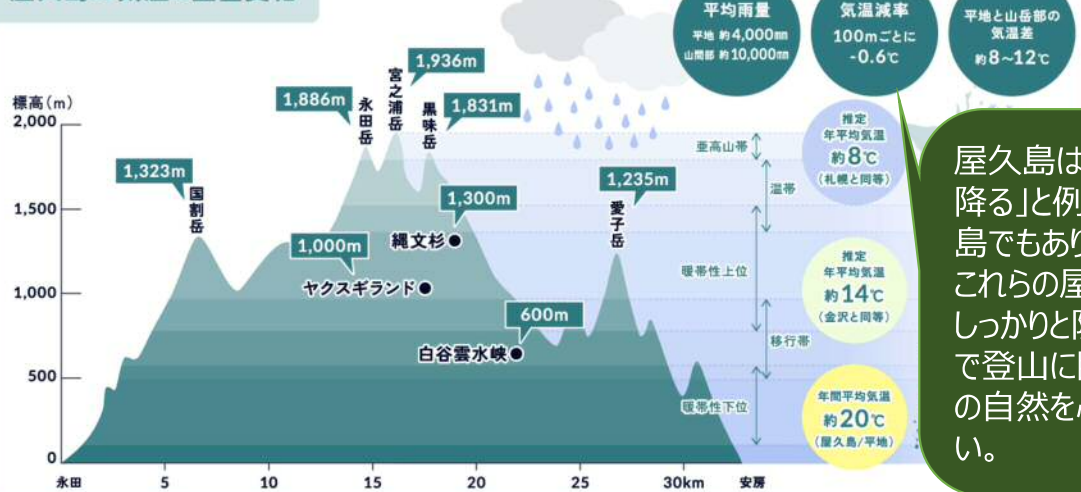 平均雨量
平地 約4,000mm
山間部 約10,000mm
気温減率
100mごとに
-0.6℃
平地と山岳部の
気温差
約8~12℃
標高(m)
2,000
1,500
1,000
500
0
1,323m
国割岳
1,886m
永田岳
1,936m
宮之浦岳
1,831m
黒味岳
1,300m
縄文杉
1,000m
ヤクスギランド
600m
白谷雲水峡
1,235m
愛子岳
亜高山帯
温帯
暖帯性上位
移行帯
暖帯性下位
推定
年平均気温
約8℃
(札幌と同等)
推定
年平均気温
約14℃
(金沢と同等)
年間平均気温
約20℃
(屋久島/平地)
永田
5
10
15
20
25
30km
安房
屋久島は
降る」と例
島でもあり
これらの屋
しっかりと
で登山に
の自然を
い。